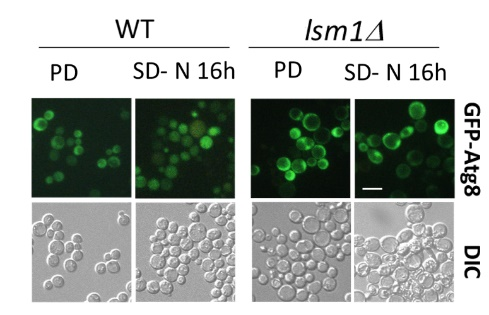 WT lsm1Δ
PD SD- N 16h PD SD- N 16h
GFP-Atg8
DIC